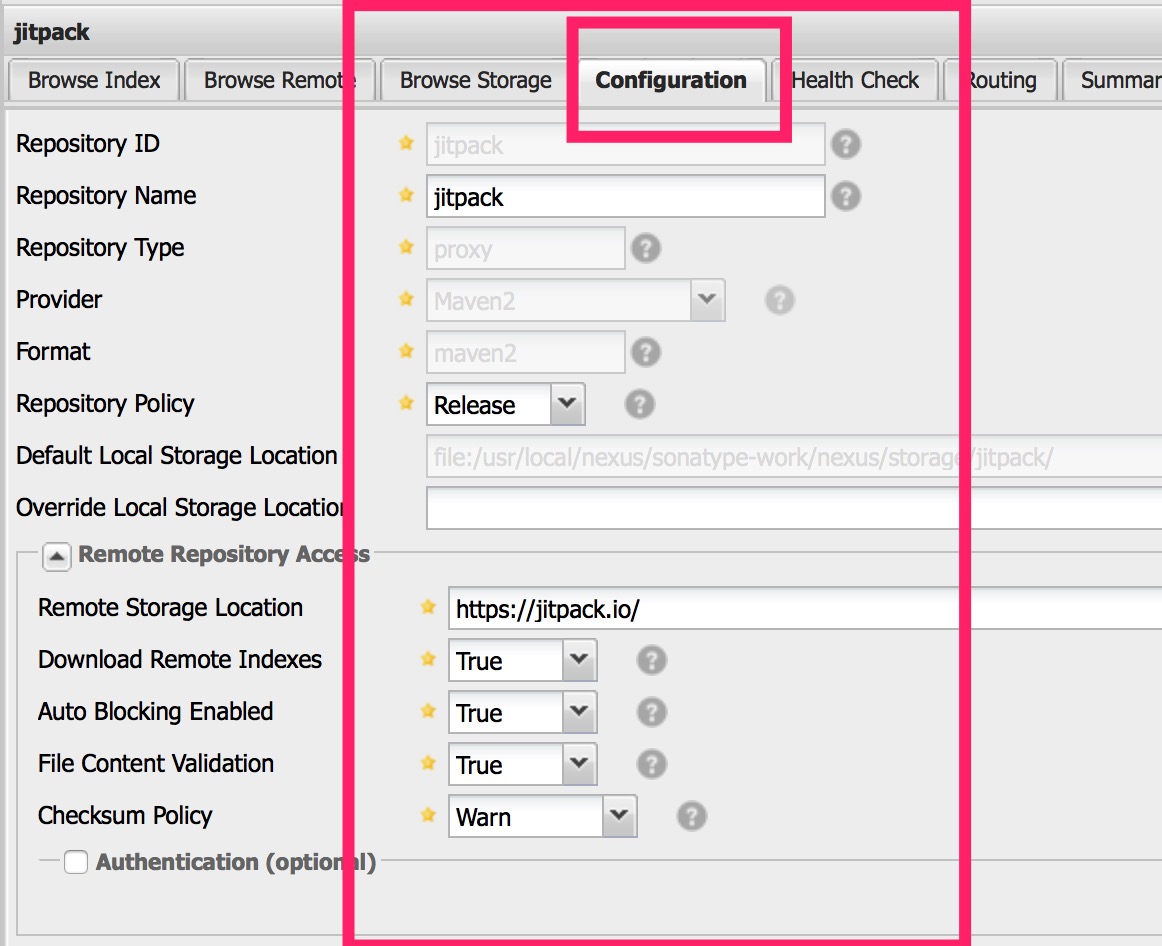 jitpack
Browse Index Browse Remote Browse Storage Configuration Health Check Routing Summar
Repository ID jitpack
Repository Name jitpack
Repository Type proxy
Provider Maven2
Format maven2
Repository Policy Release
Default Local Storage Location file:/usr/local/nexus/sonatype-work/nexus/storage/jitpack/
Override Local Storage Location
Remote Repository Access
Remote Storage Location https://jitpack.io/
Download Remote Indexes True
Auto Blocking Enabled True
File Content Validation True
Checksum Policy Warn
Authentication (optional)